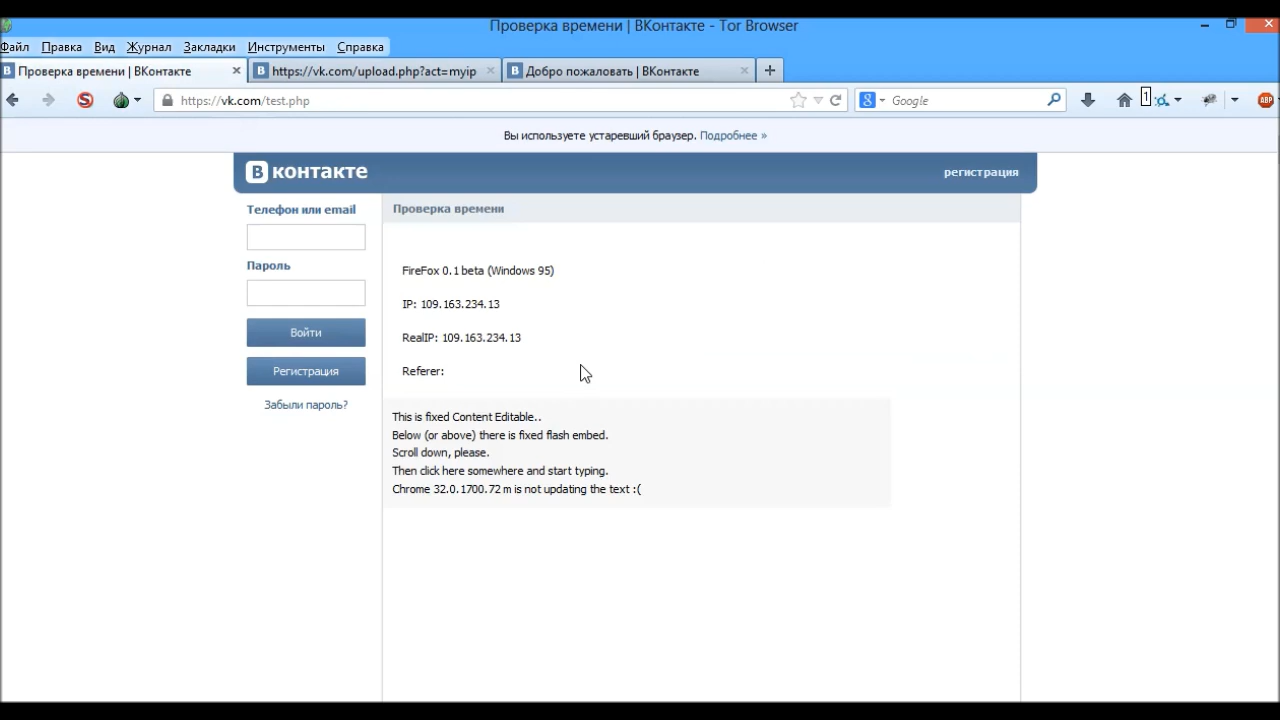 Проверка времени | ВКонтакте - Tor Browser
Файл Правка Вид Журнал Закладки Инструменты Справка
B Проверка времени | ВКонтакте
B https://vk.com/upload.php?act=myip
B Добро пожаловать | ВКонтакте
S https://vk.com/test.php
8 Google
1
ABP
Вы используете устаревший браузер. Подробнее »
В контакте
регистрация
Телефон или email
Пароль
Войти
Регистрация
Забыли пароль?
Проверка времени
FireFox 0.1 beta (Windows 95)
IP: 109.163.234.13
RealIP: 109.163.234.13
Referer:
This is fixed Content Editable..
Below (or above) there is fixed flash embed.
Scroll down, please.
Then click here somewhere and start typing.
Chrome 32.0.1700.72 m is not updating the text :(